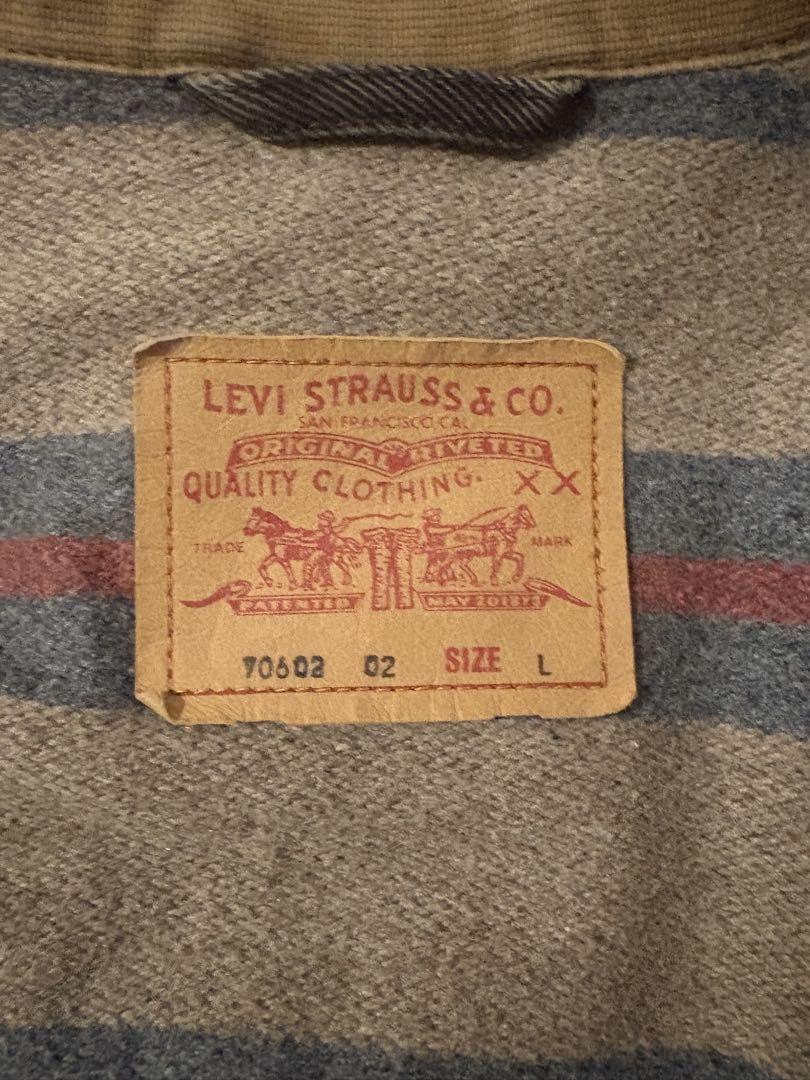 LEVI STRAUSS & CO.
SAN FRANCISCO CAL
ORIGINAL RIVETED
QUALITY CLOTHING. XX
TRADE MARK
PATENTED MAY 20 1873
70602 02 SIZE L